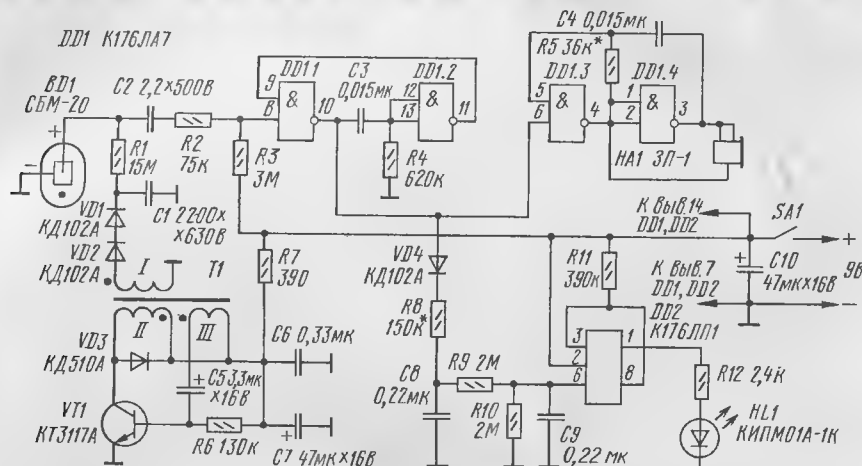 DD1 К176ЛА7
BD1
СБМ-20
+
-
C2 2,2×500В
R1
15М
R2
75к
C1 2200×
×630В
VD1
КД102А
VD2
КД102А
I
T1
II
III
VD3
КД510А
C5 3,3мк
×16В
VT1
КТ3117А
R6 130к
R3
3М
R7
390
C6 0,33мк
C7 47мк×16В
DD1.1
9
8
&
10
C3
0,015мк
DD1.2
12
13
&
11
R4
620к
VD4
КД102А
R8
150к*
C8
0,22мк
R9 2М
R10
2М
C9
0,22 мк
C4 0,015мк
R5 36к*
DD1.3
5
6
&
4
DD1.4
1
2
&
3
НА1 ЗП-1
К выв.14
DD1, DD2
SA1
+
C10
47мк×16В
9В
-
К выв.7
DD1, DD2
R11
390к
DD2
К176ЛП1
3
2
6
1
8
R12 2,4к
HL1
КИПМ01А-1К